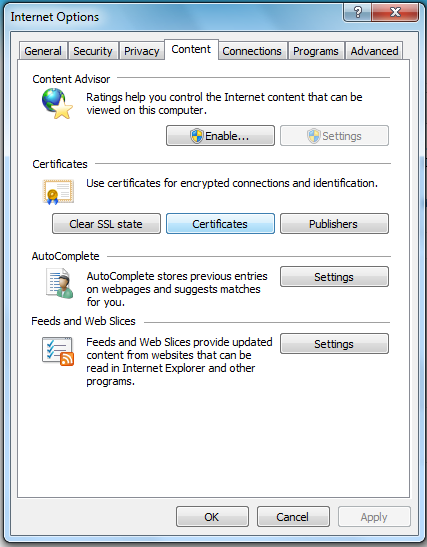 Internet Options
General Security Privacy Content Connections Programs Advanced
Content Advisor
Ratings help you control the Internet content that can be
viewed on this computer.
Enable... Settings
Certificates
Use certificates for encrypted connections and identification.
Clear SSL state Certificates Publishers
AutoComplete
AutoComplete stores previous entries
on webpages and suggests matches
for you.
Settings
Feeds and Web Slices
Feeds and Web Slices provide updated
content from websites that can be
read in Internet Explorer and other
programs.
Settings
OK Cancel Apply